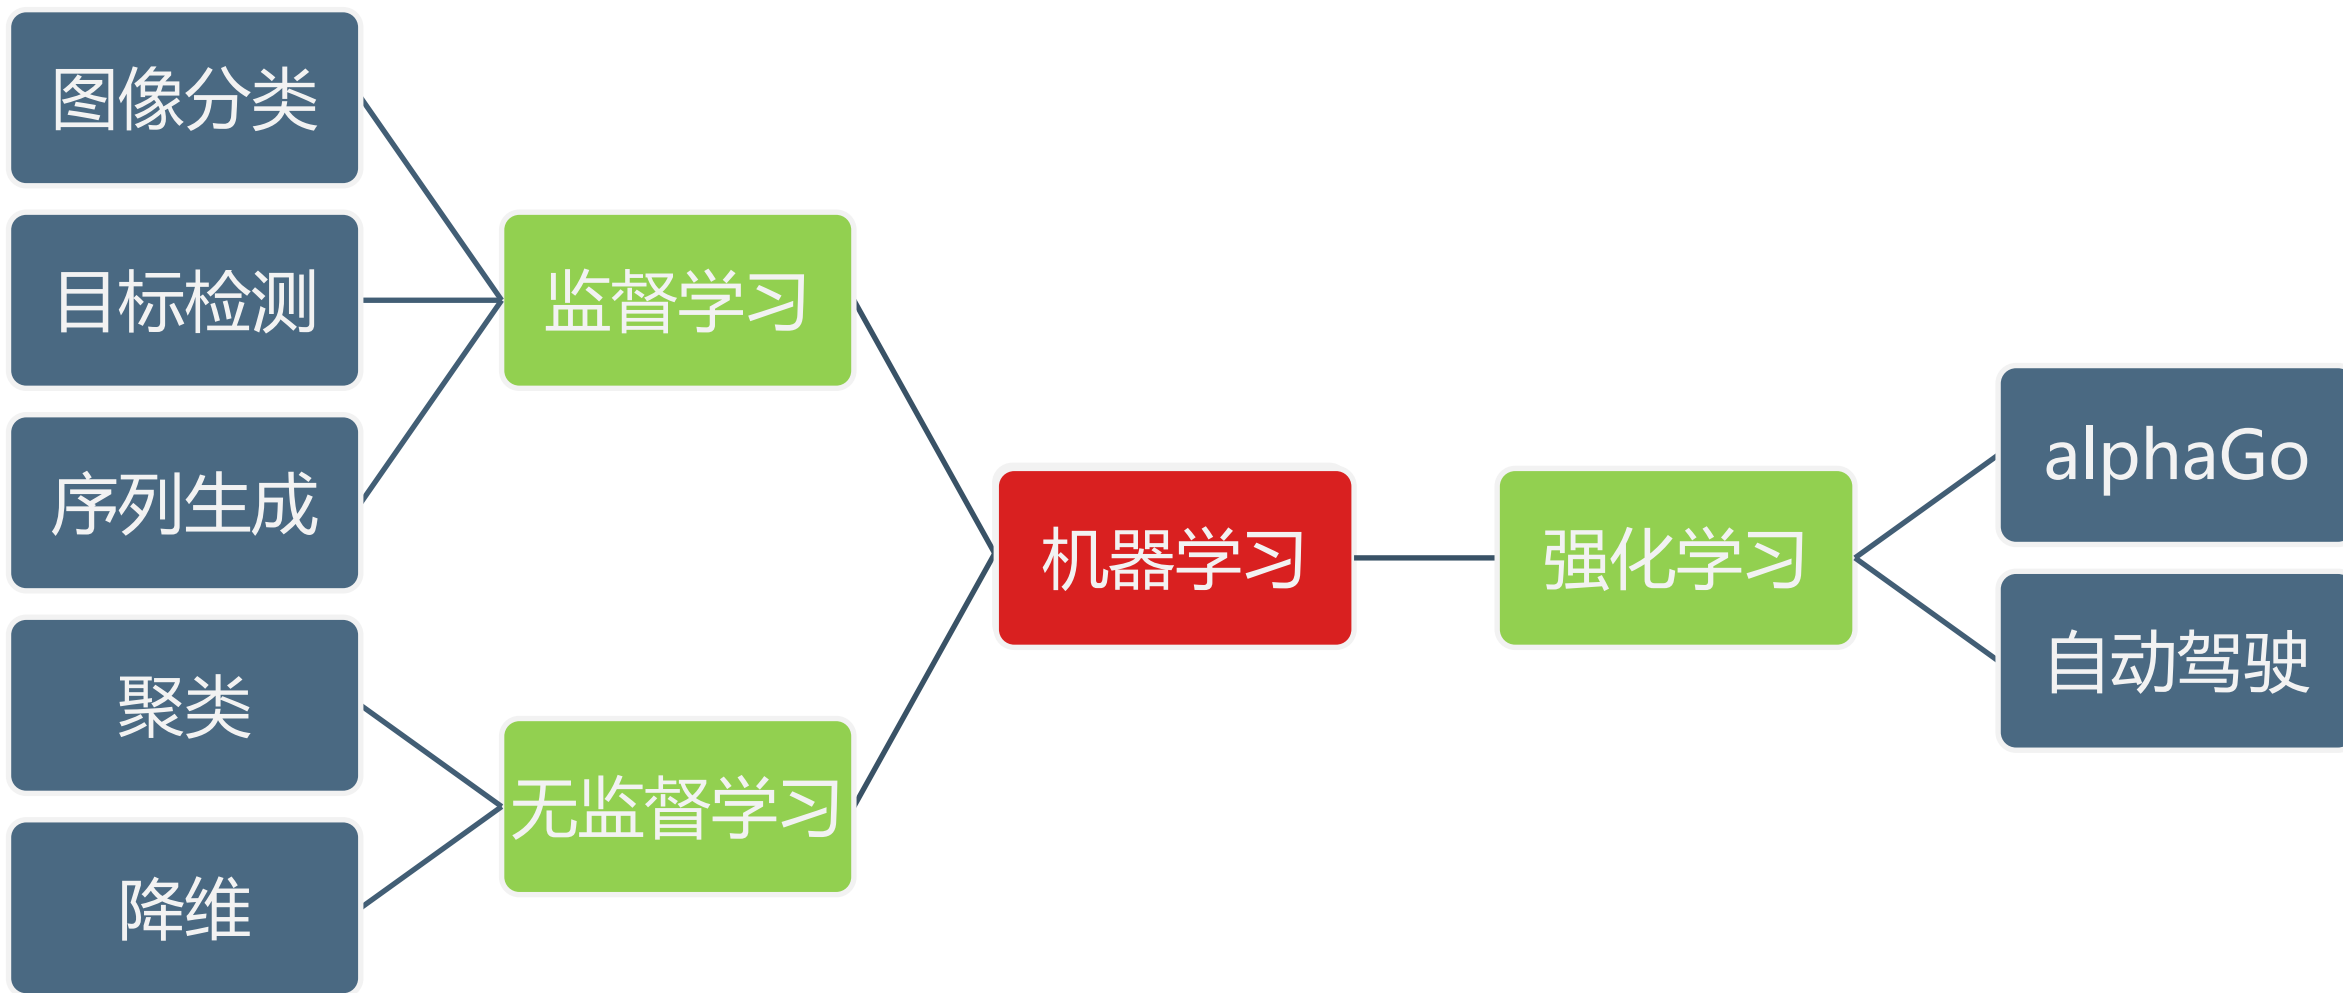 图像分类
目标检测
序列生成
聚类
降维
监督学习
无监督学习
机器学习
强化学习
alphaGo
自动驾驶